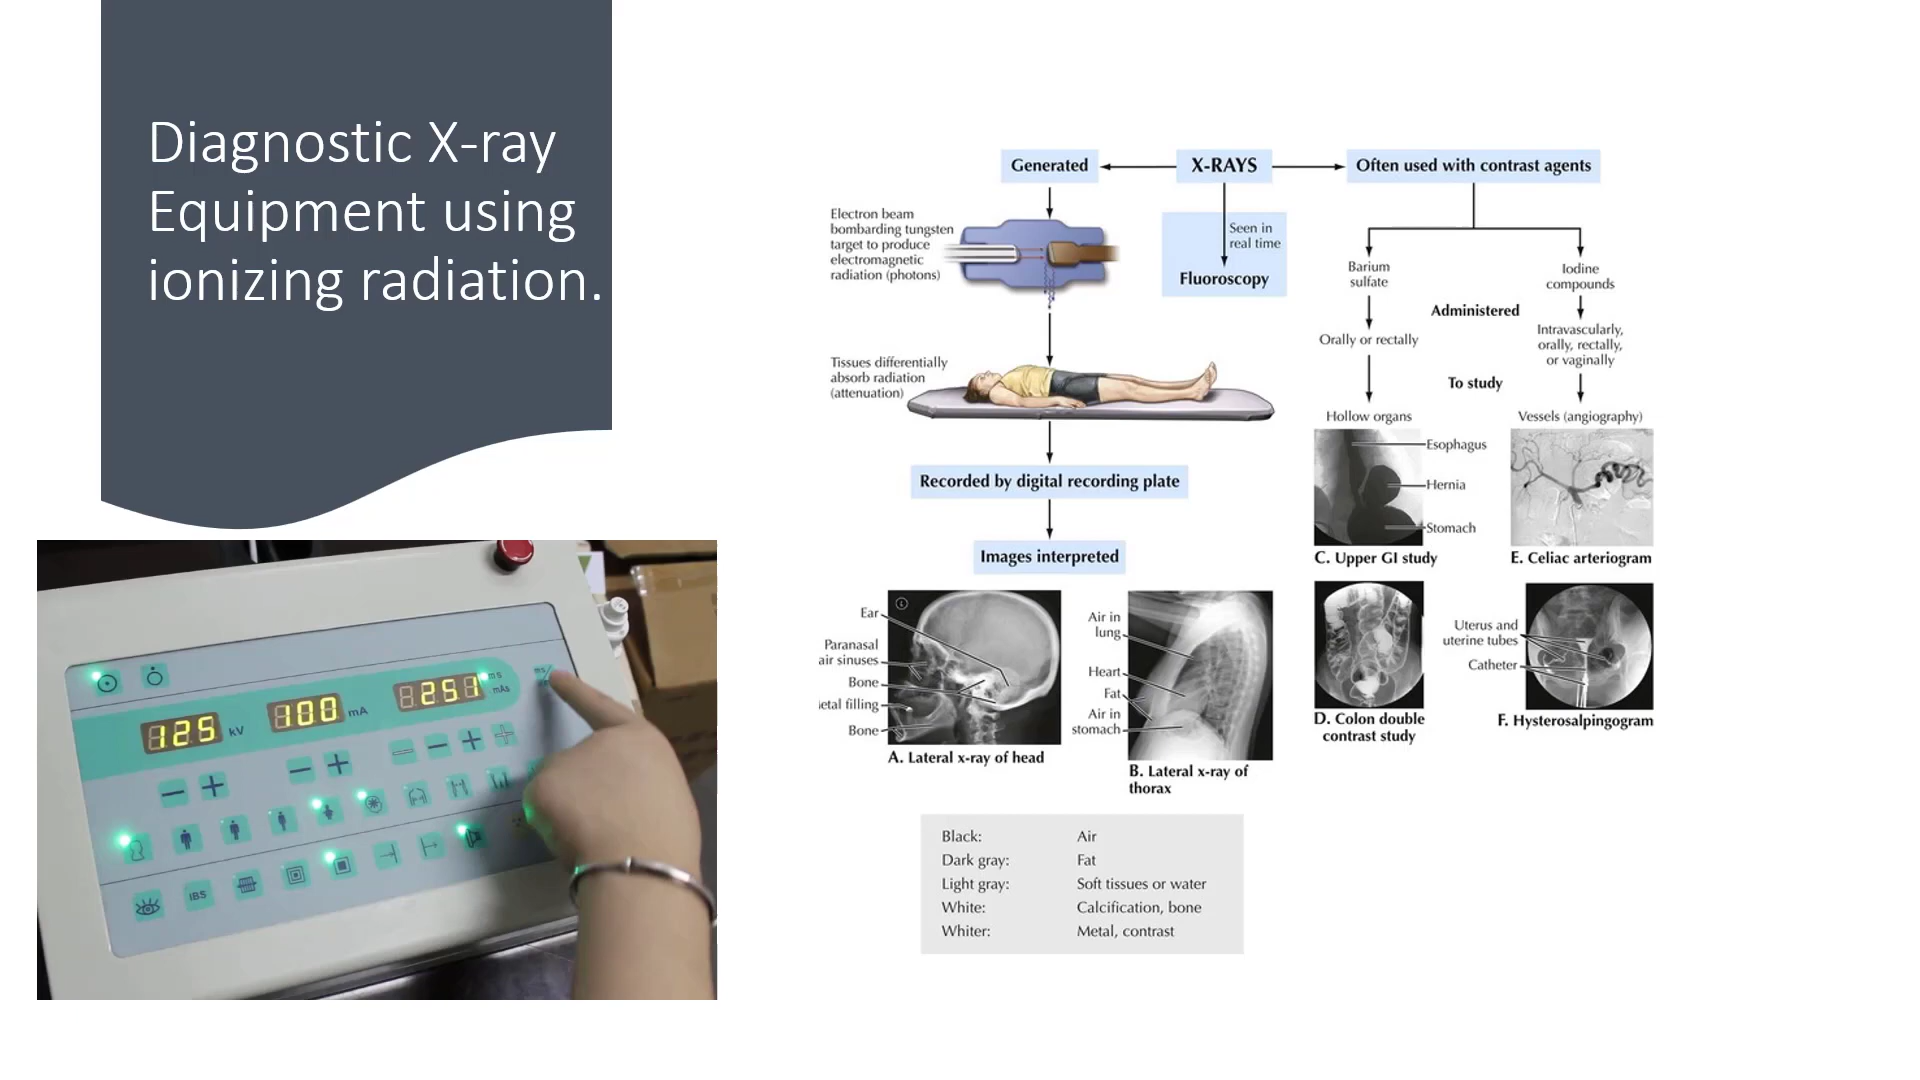 Diagnostic X-ray
Equipment using
ionizing radiation.
125 kV
100 mA
251 ms
mAs
ms/
IBS
Generated
X-RAYS
Often used with contrast agents
Electron beam
bombarding tungsten
target to produce
electromagnetic
radiation (photons)
Seen in
real time
Fluoroscopy
Barium
sulfate
Iodine
compounds
Administered
Orally or rectally
Intravascularly,
orally, rectally,
or vaginally
Tissues differentially
absorb radiation
(attenuation)
To study
Hollow organs
Vessels (angiography)
Esophagus
Hernia
Stomach
C. Upper GI study
E. Celiac arteriogram
Recorded by digital recording plate
Images interpreted
Ear
Paranasal
air sinuses
Bone
etal filling
Bone
A. Lateral x-ray of head
Air in
lung
Heart
Fat
Air in
stomach
B. Lateral x-ray of
thorax
D. Colon double
contrast study
Uterus and
uterine tubes
Catheter
F. Hysterosalpingogram
Black: Air
Dark gray: Fat
Light gray: Soft tissues or water
White: Calcification, bone
Whiter: Metal, contrast